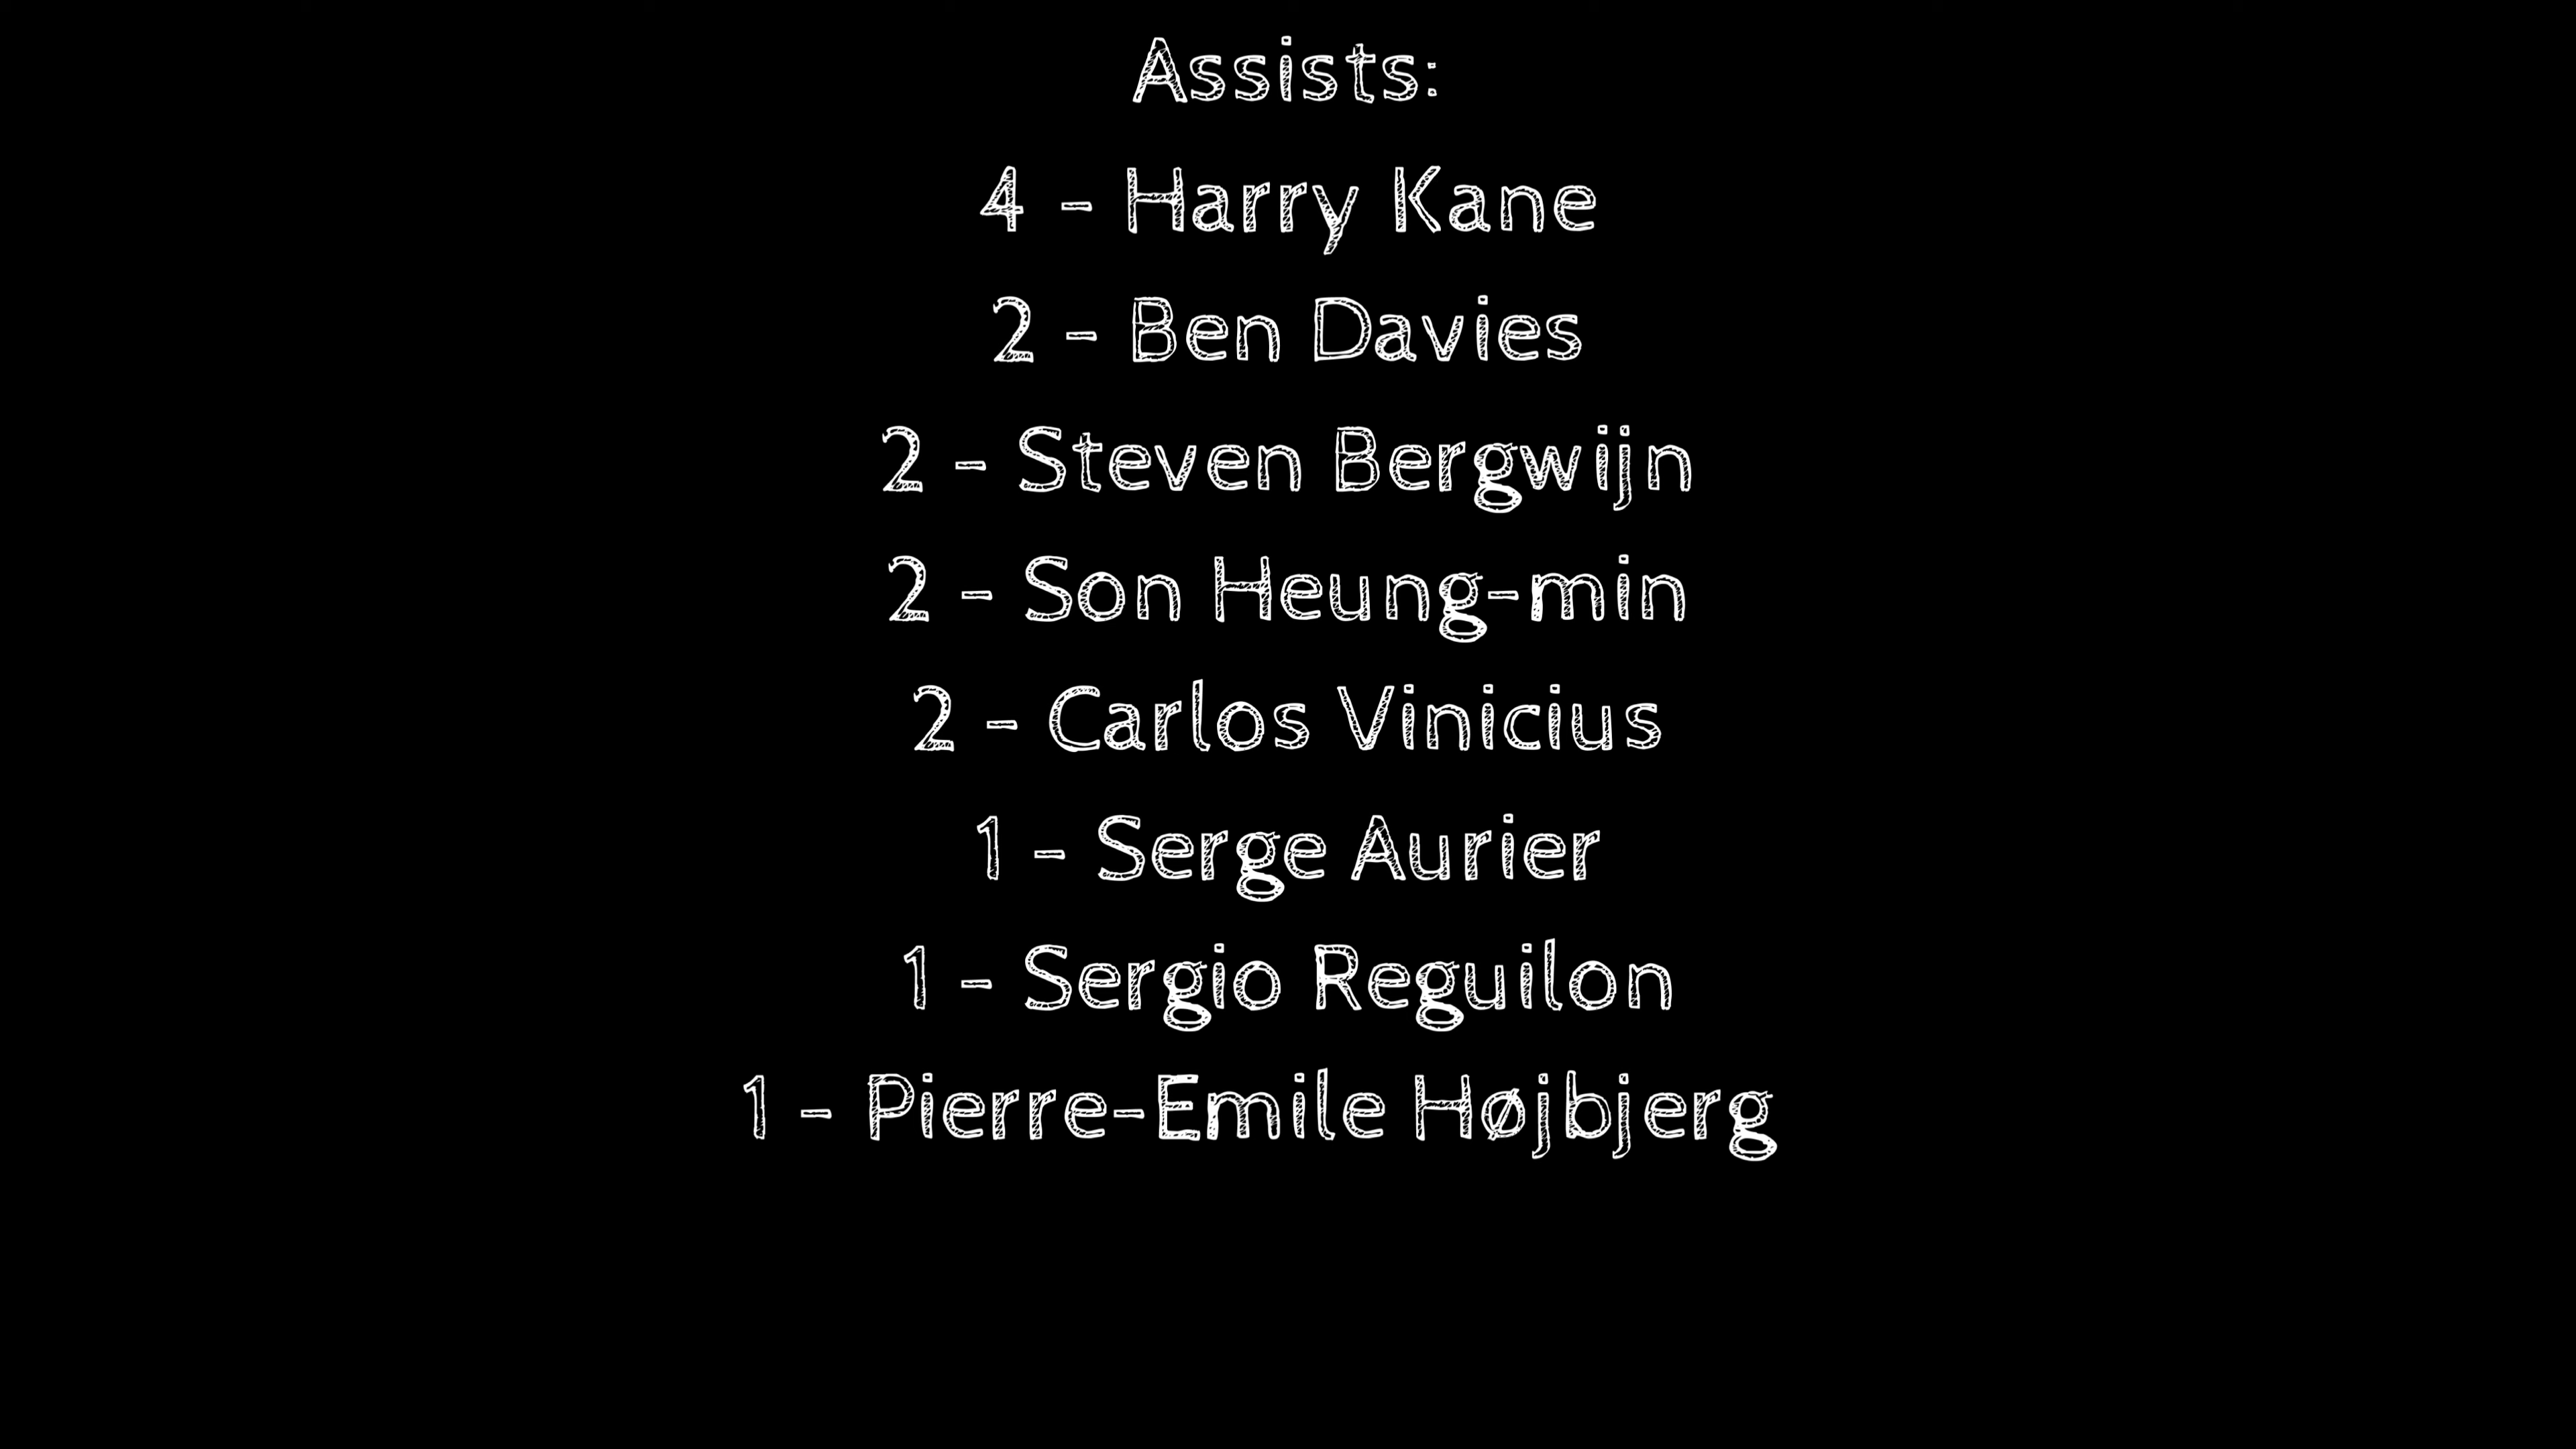 Assists:
4 - Harry Kane
2 - Ben Davies
2 - Steven Bergwijn
2 - Son Heung-min
2 - Carlos Vinicius
1 - Serge Aurier
1 - Sergio Reguilon
1 - Pierre-Emile Højbjerg